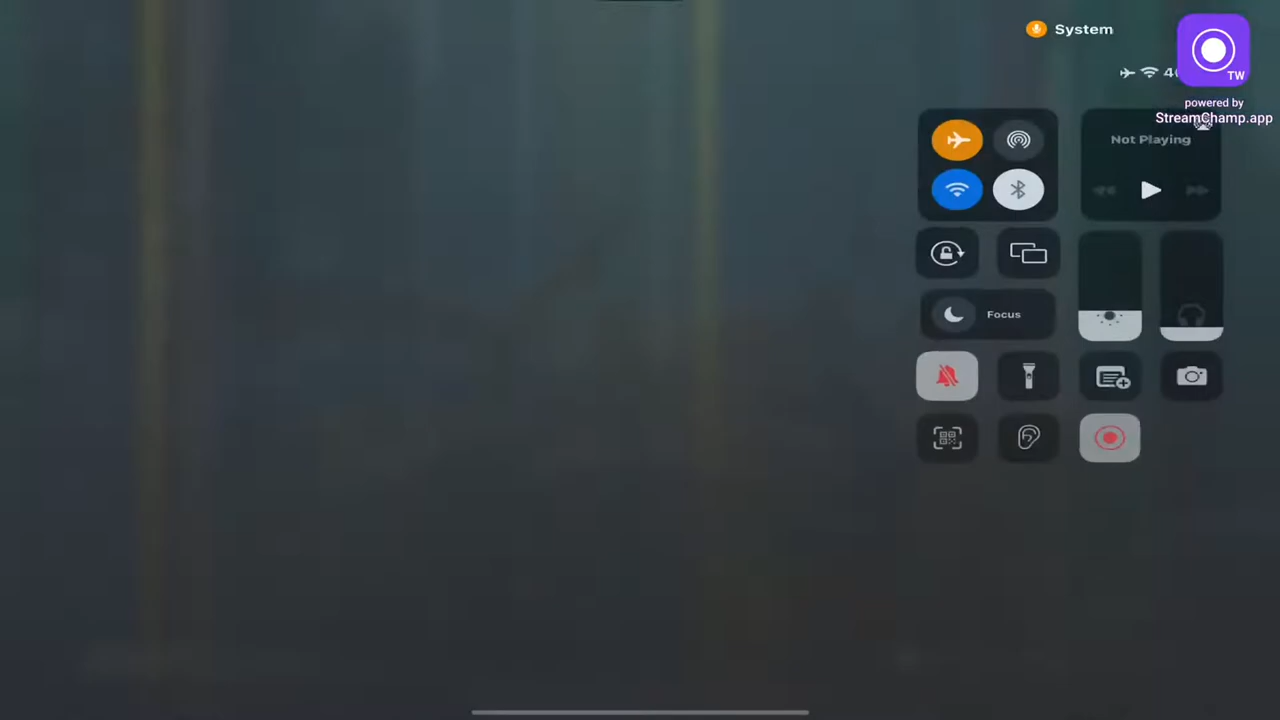 System
TW
powered by
StreamChamp.app
Not Playing
Focus